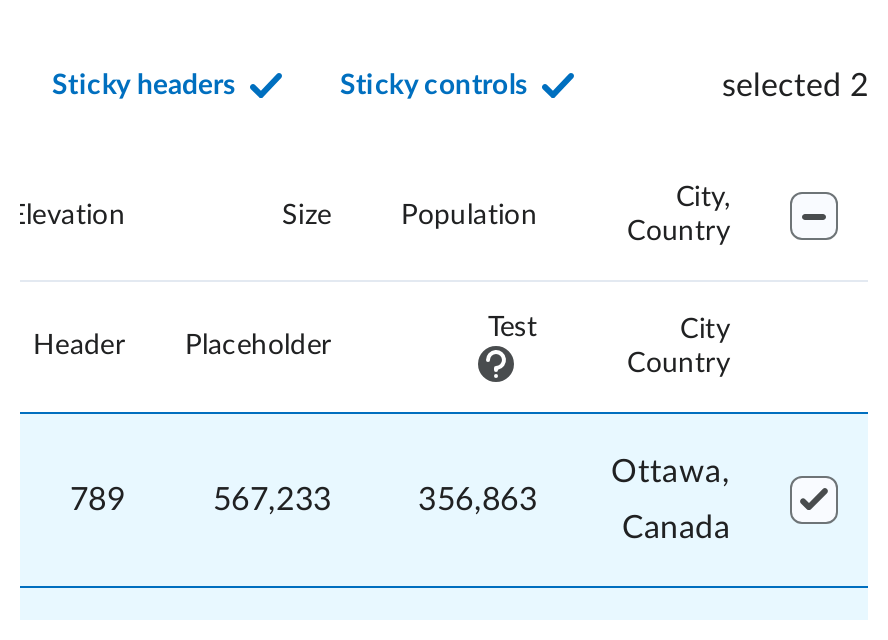 Sticky headers Sticky controls selected 2
Elevation Size Population City,
Country
Header Placeholder Test City
Country
789 567,233 356,863 Ottawa,
Canada